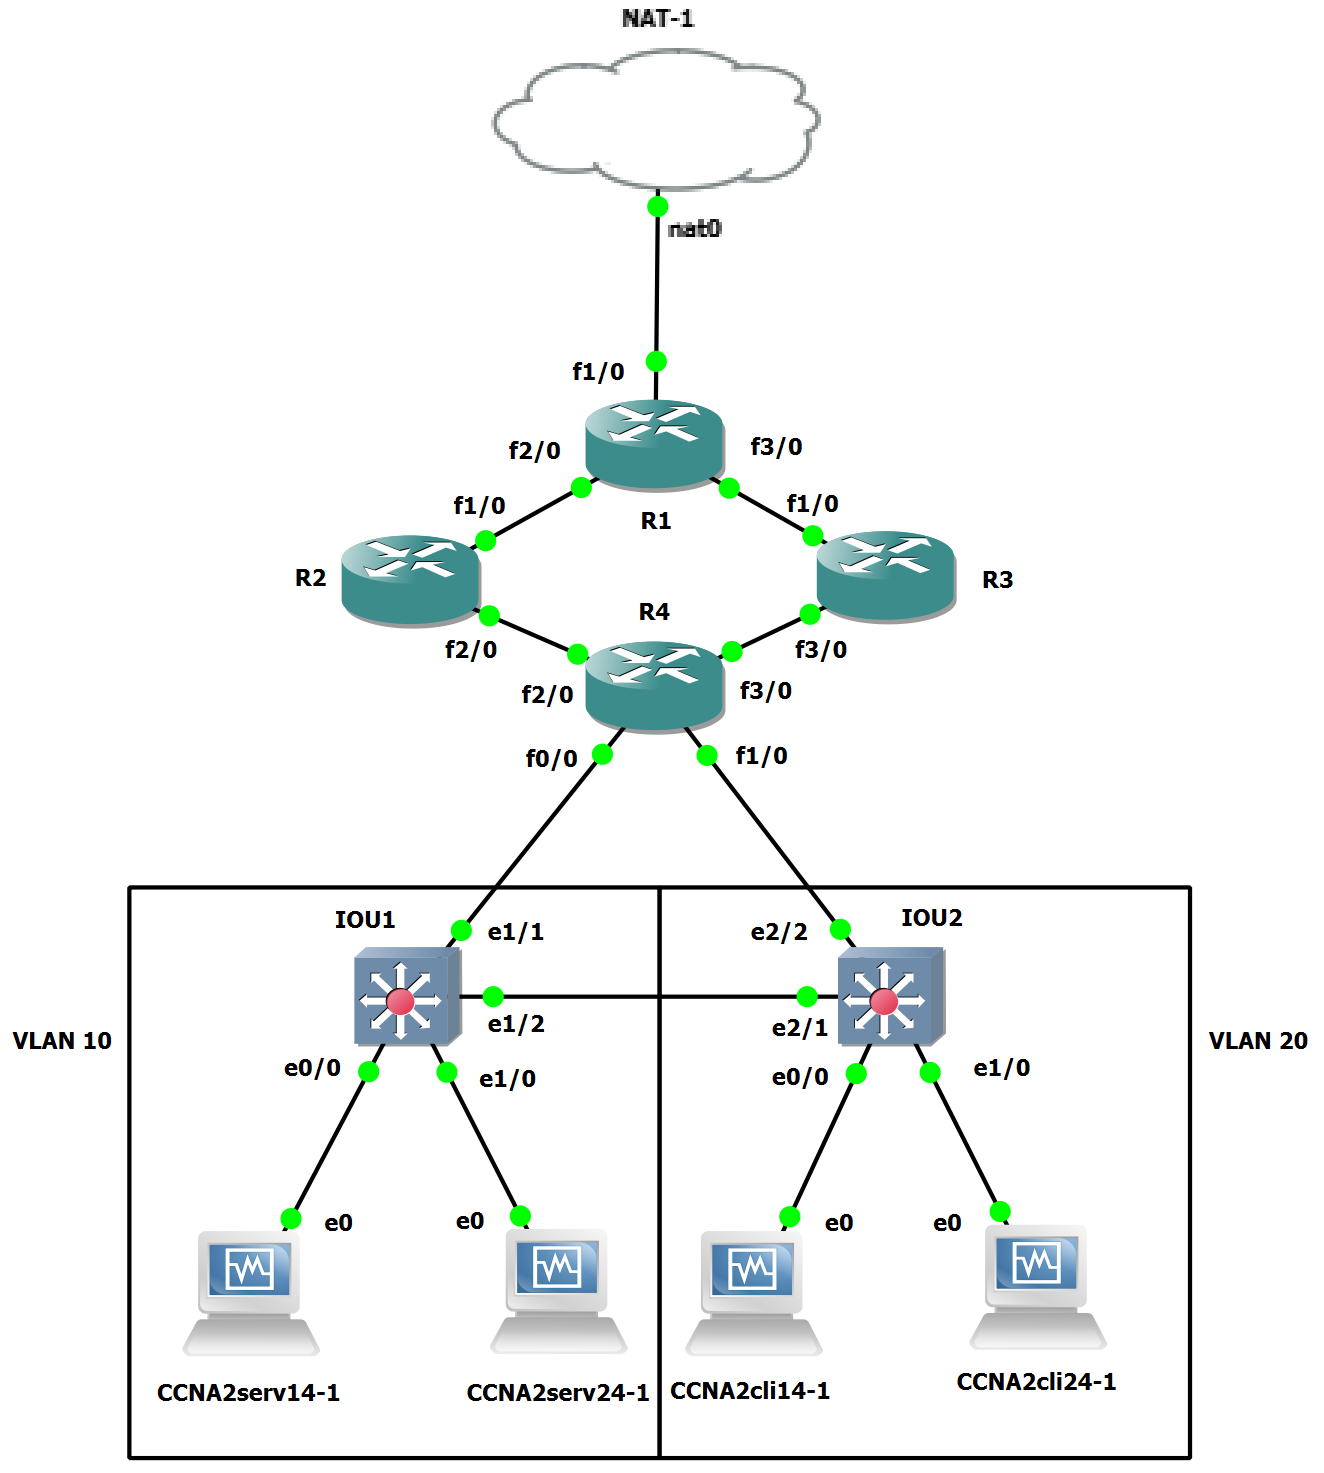 NAT-1
nat0
f1/0
f2/0
f3/0
f1/0
f1/0
R1
R2
R3
R4
f2/0
f3/0
f2/0
f3/0
f0/0
f1/0
IOU1
IOU2
e1/1
e2/2
e1/2
e2/1
VLAN 10
VLAN 20
e0/0
e1/0
e0/0
e1/0
e0
e0
e0
e0
CCNA2serv14-1
CCNA2serv24-1
CCNA2cli14-1
CCNA2cli24-1